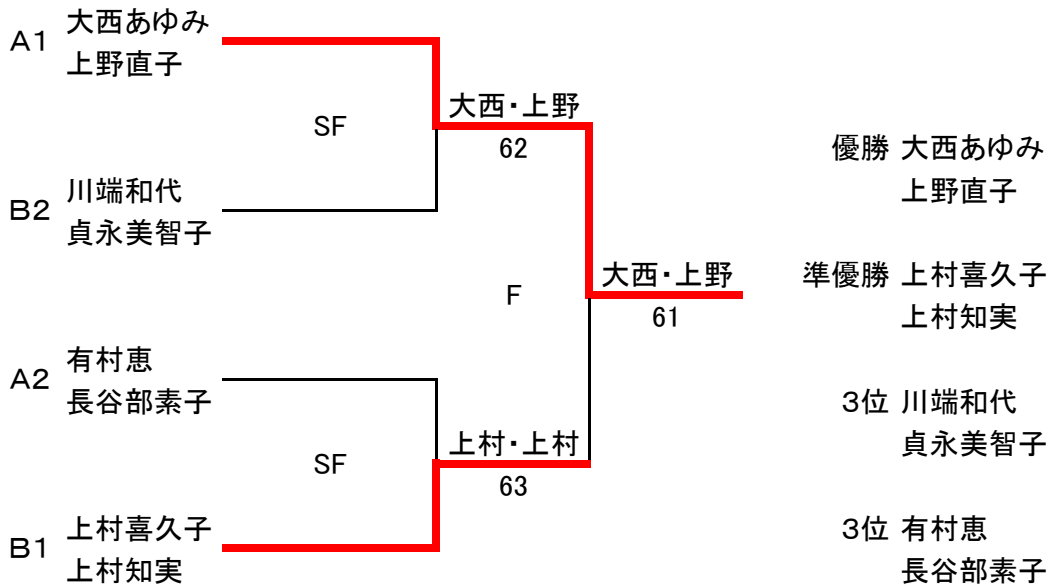 A1 大西あゆみ
上野直子
SF
大西・上野
62
B2 川端和代
貞永美智子
F
大西・上野
61
A2 有村恵
長谷部素子
SF
上村・上村
63
B1 上村喜久子
上村知実
優勝 大西あゆみ
上野直子
準優勝 上村喜久子
上村知実
3位 川端和代
貞永美智子
3位 有村恵
長谷部素子